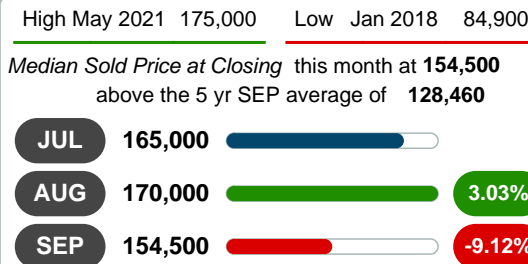 High May 2021 175,000 Low Jan 2018 84,900
Median Sold Price at Closing this month at 154,500
above the 5 yr SEP average of 128,460
JUL 165,000
AUG 170,000 3.03%
SEP 154,500 -9.12%